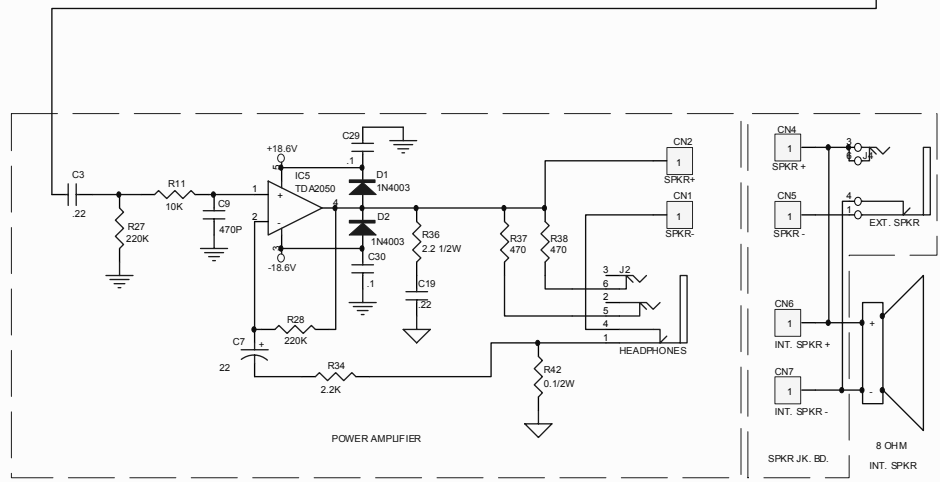 C3
.22
R27
220K
R11
10K
C9
470P
+18.6V
5
IC5
TDA2050
1
+
2
-
4
3
-18.6V
C29
.1
D1
1N4003
D2
1N4003
C30
.1
R36
2.2 1/2W
C19
.22
R28
220K
C7
+
22
R34
2.2K
R37
470
R38
470
3
J2
6
2
5
4
1
HEADPHONES
R42
0.1/2W
CN2
1
SPKR+
CN1
1
SPKR-
POWER AMPLIFIER
CN4
1
SPKR +
3
6
J4
CN5
1
SPKR -
4
1
EXT. SPKR
CN6
1
INT. SPKR +
CN7
1
INT. SPKR -
+
-
SPKR JK. BD.
8 OHM
INT. SPKR